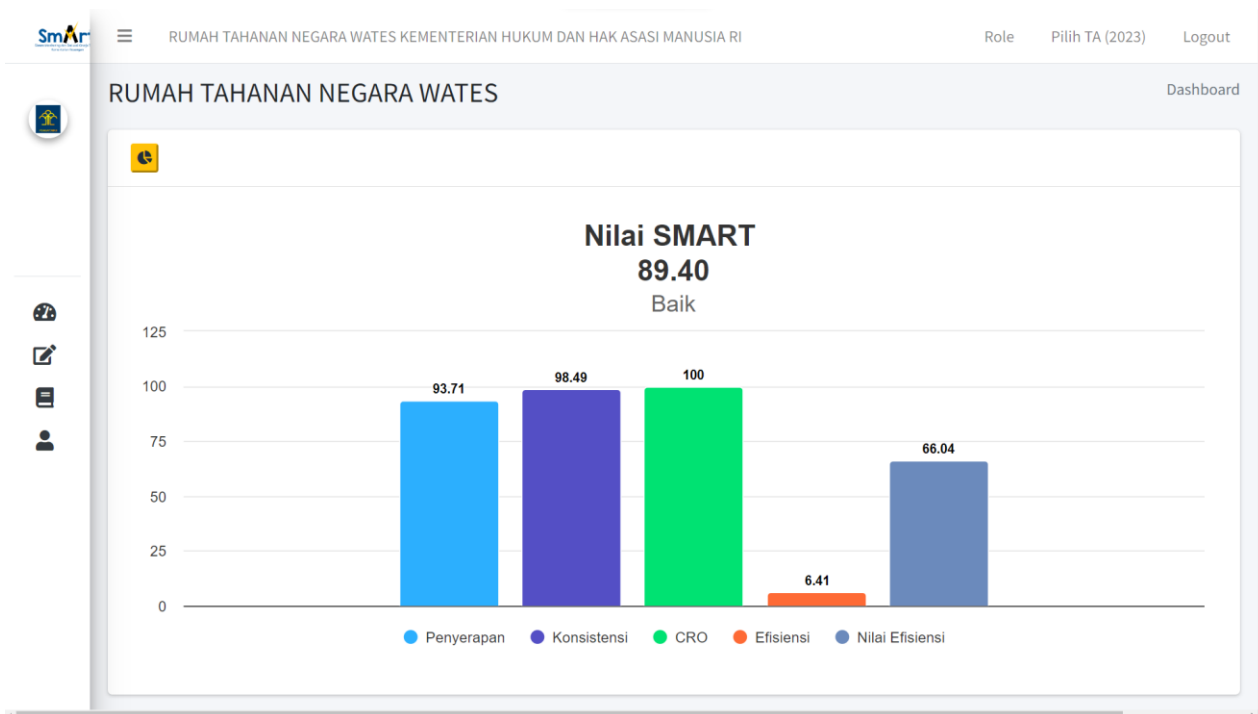 SmArt
RUMAH TAHANAN NEGARA WATES KEMENTERIAN HUKUM DAN HAK ASASI MANUSIA RI
Role
Pilih TA (2023)
Logout
RUMAH TAHANAN NEGARA WATES
Dashboard
Nilai SMART
89.40
Baik
125
100
75
50
25
0
93.71
98.49
100
6.41
66.04
Penyerapan
Konsistensi
CRO
Efisiensi
Nilai Efisiensi